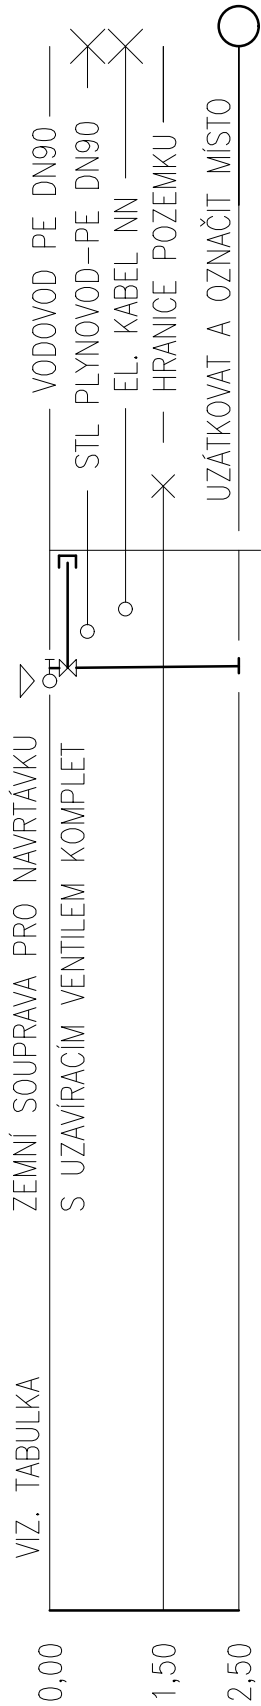 VODOVOD PE DN90
STL PLYNOVOD-PE DN90
EL. KABEL NN
HRANICE POZEMKU
UZÁTKOVAT A OZNAČIT MÍSTO
ZEMNÍ SOUPRAVA PRO NAVRTÁVKU
S UZAVÍRACÍM VENTILEM KOMPLET
VIZ. TABULKA
0,00
1,50
2,50